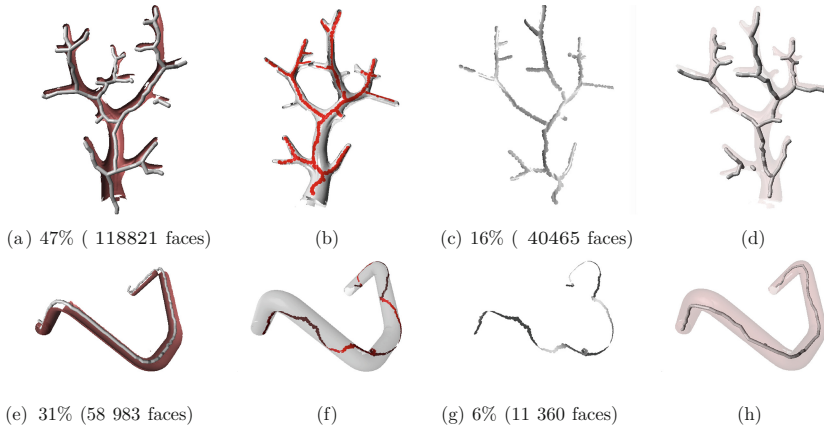 (a) 47% ( 118821 faces) (b) (c) 16% ( 40465 faces) (d)
(e) 31% (58 983 faces) (f) (g) 6% (11 360 faces) (h)